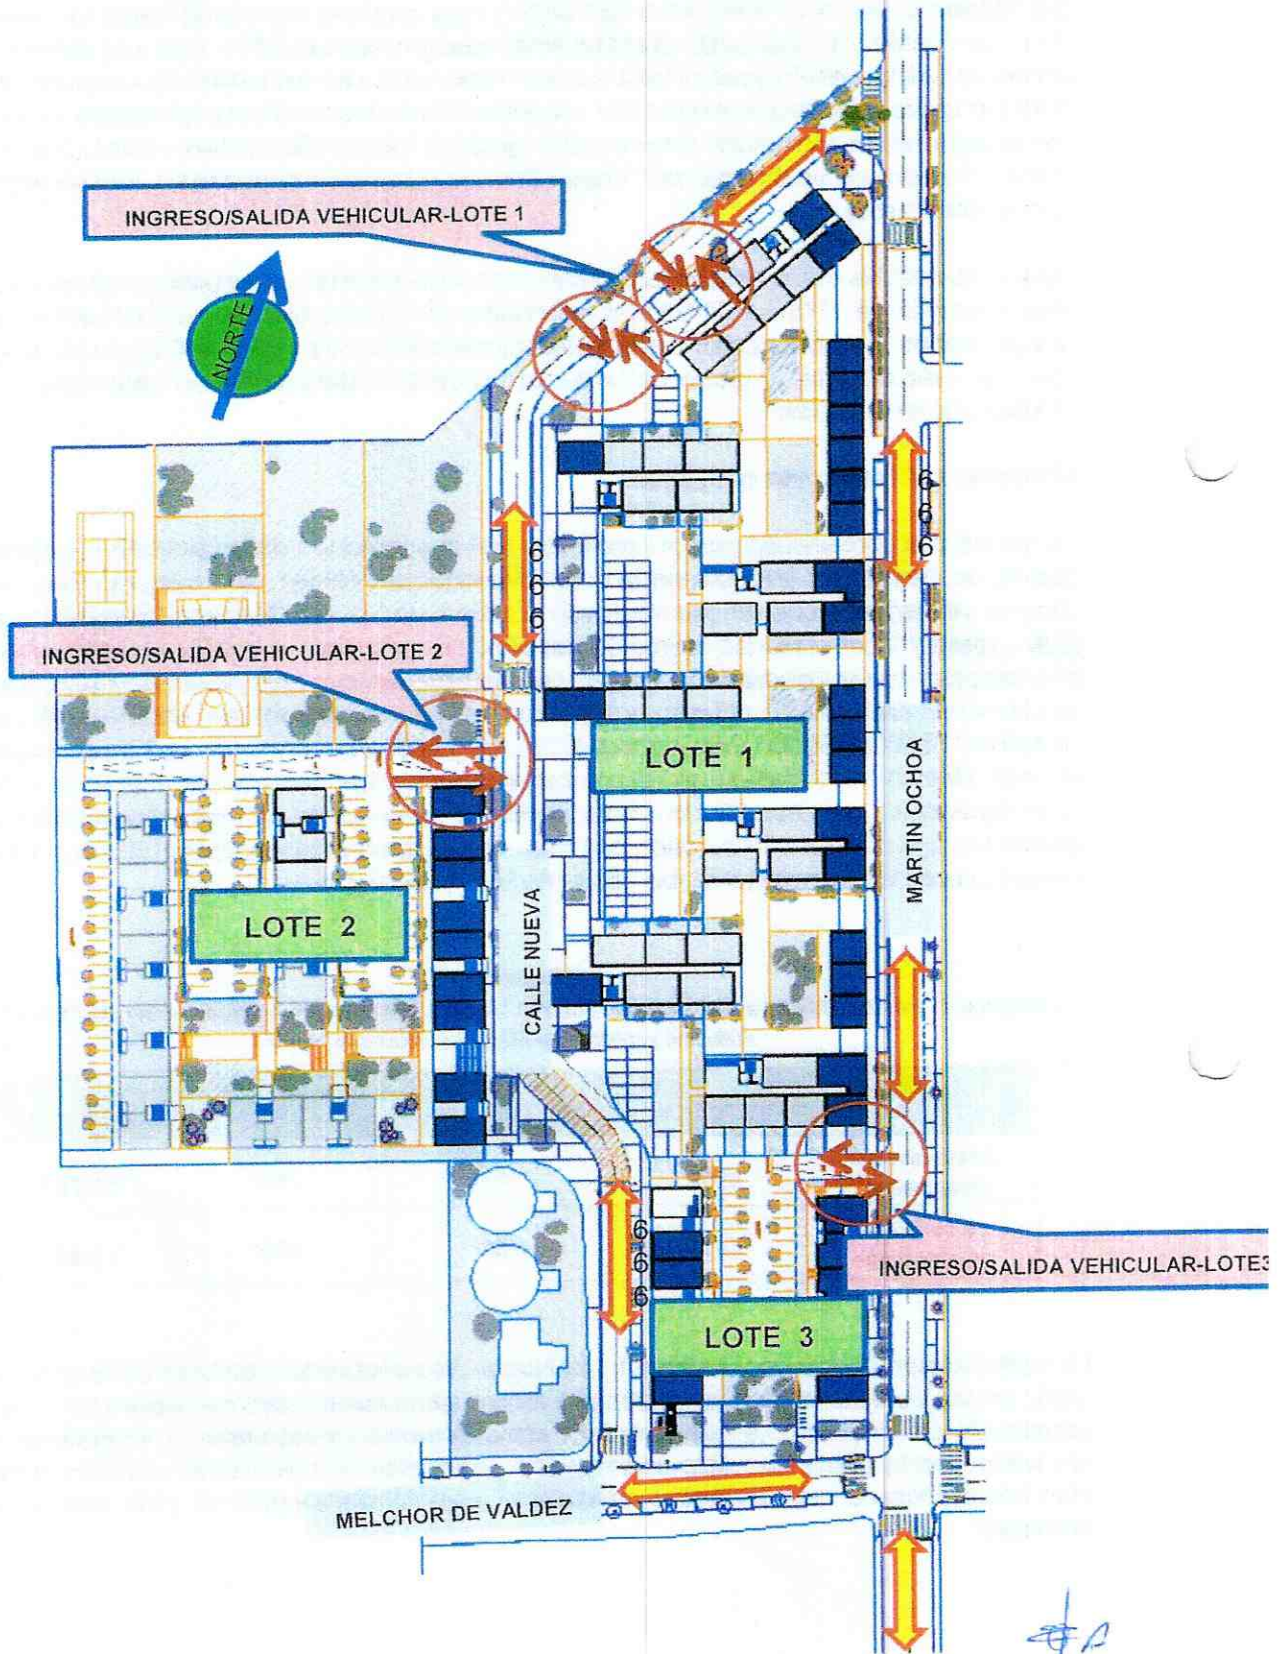 INGRESO/SALIDA VEHICULAR-LOTE 1
NORTE
6
6
6
6
6
6
INGRESO/SALIDA VEHICULAR-LOTE 2
LOTE 1
MARTIN OCHOA
LOTE 2
CALLE NUEVA
6
6
6
INGRESO/SALIDA VEHICULAR-LOTE3
LOTE 3
MELCHOR DE VALDEZ